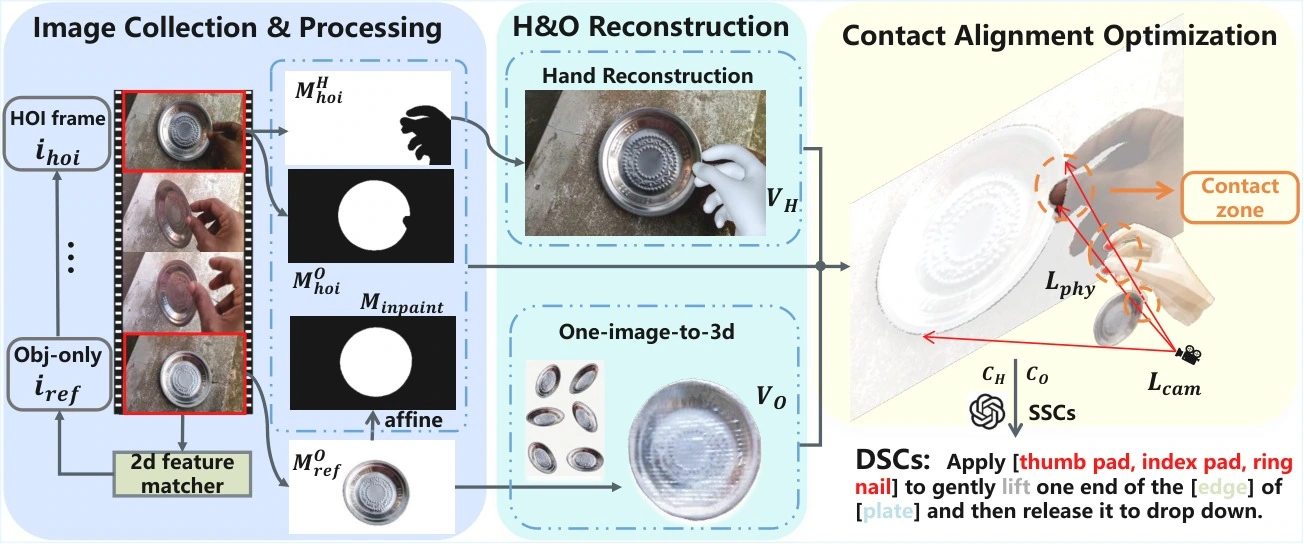 Image Collection & Processing
HOI frame
i_hoi
Obj-only
i_ref
2d feature
matcher
M^H_hoi
M^O_hoi
M_inpaint
affine
M^O_ref
H&O Reconstruction
Hand Reconstruction
V_H
One-image-to-3d
V_O
Contact Alignment Optimization
Contact
zone
L_phy
L_cam
C_H C_O
SSCs
DSCs: Apply [thumb pad, index pad, ring
nail] to gently lift one end of the [edge] of
[plate] and then release it to drop down.